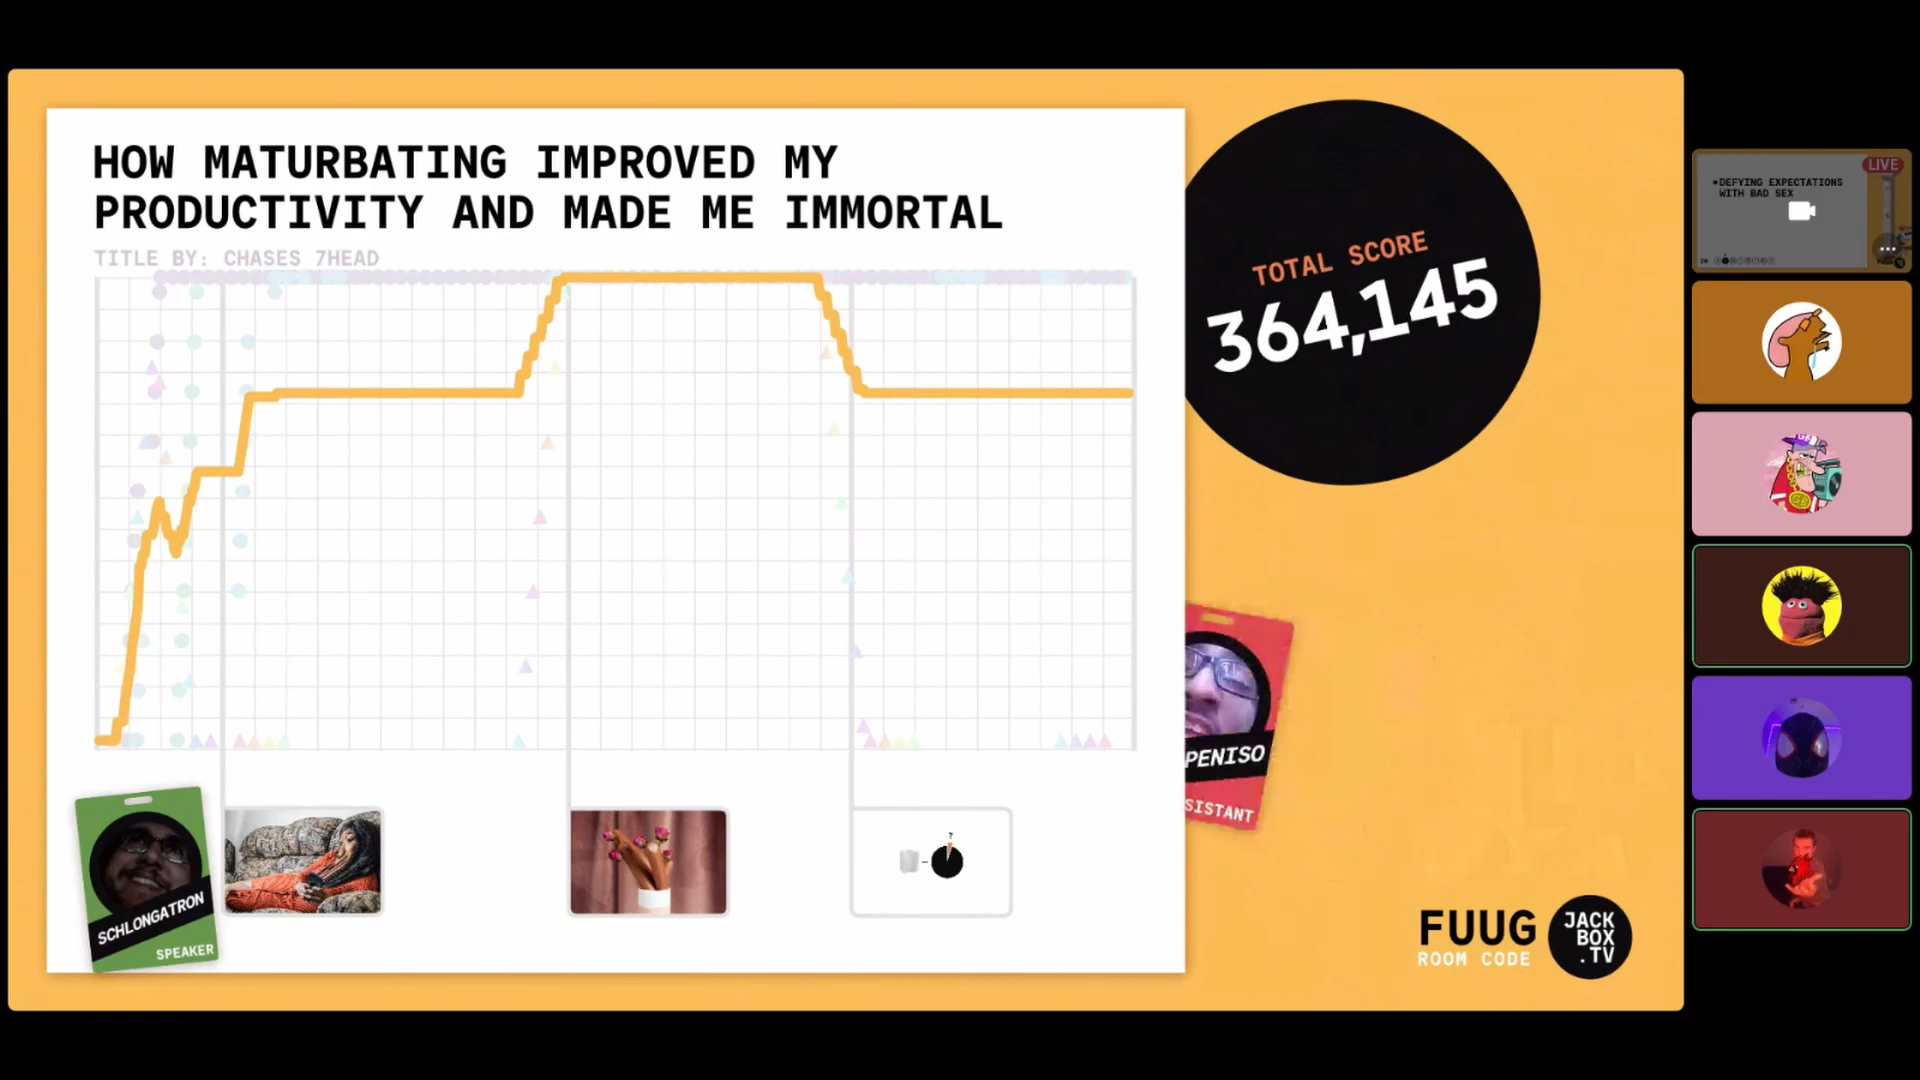 HOW MATURBATING IMPROVED MY
PRODUCTIVITY AND MADE ME IMMORTAL
TITLE BY: CHASES 7HEAD
TOTAL SCORE
364,145
LIVE
•DEFYING EXPECTATIONS
WITH BAD SEX
PENISO
SISTANT
SCHLONGATRON
SPEAKER
?
FUUG
ROOM CODE
JACK
BOX
.TV